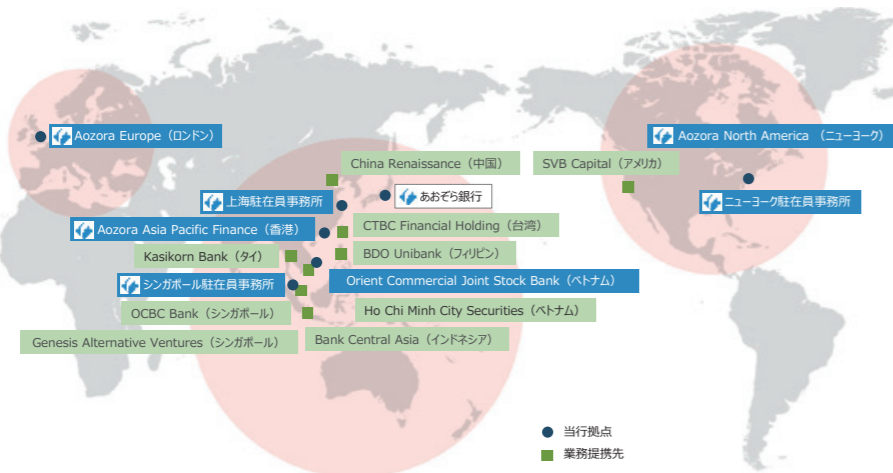 Aozora Europe（ロンドン）
Aozora North America （ニューヨーク）
China Renaissance（中国）
SVB Capital（アメリカ）
上海駐在員事務所
あおぞら銀行
ニューヨーク駐在員事務所
Aozora Asia Pacific Finance（香港）
CTBC Financial Holding（台湾）
Kasikorn Bank（タイ）
BDO Unibank（フィリピン）
シンガポール駐在員事務所
Orient Commercial Joint Stock Bank（ベトナム）
OCBC Bank（シンガポール）
Ho Chi Minh City Securities（ベトナム）
Genesis Alternative Ventures（シンガポール）
Bank Central Asia（インドネシア）
当行拠点
業務提携先